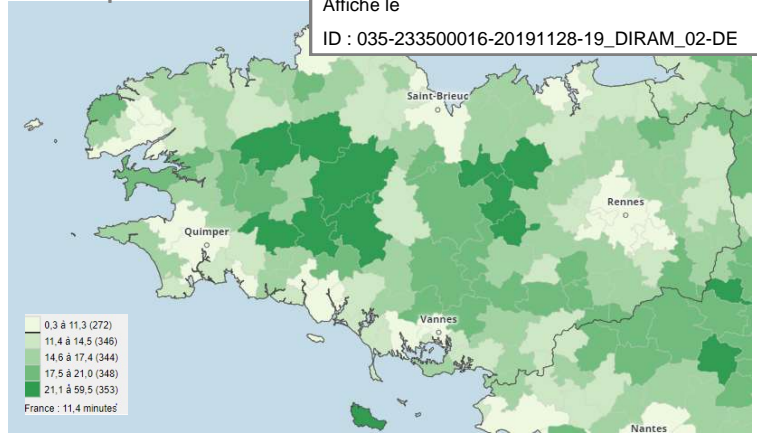 Affiché le
ID : 035-233500016-20191128-19_DIRAM_02-DE
Saint-Brieuc
Rennes
Quimper
Vannes
0,3 à 11,3 (272)
11,4 à 14,5 (346)
14,6 à 17,4 (344)
17,5 à 21,0 (348)
21,1 à 59,5 (353)
France : 11,4 minutes
Nantes